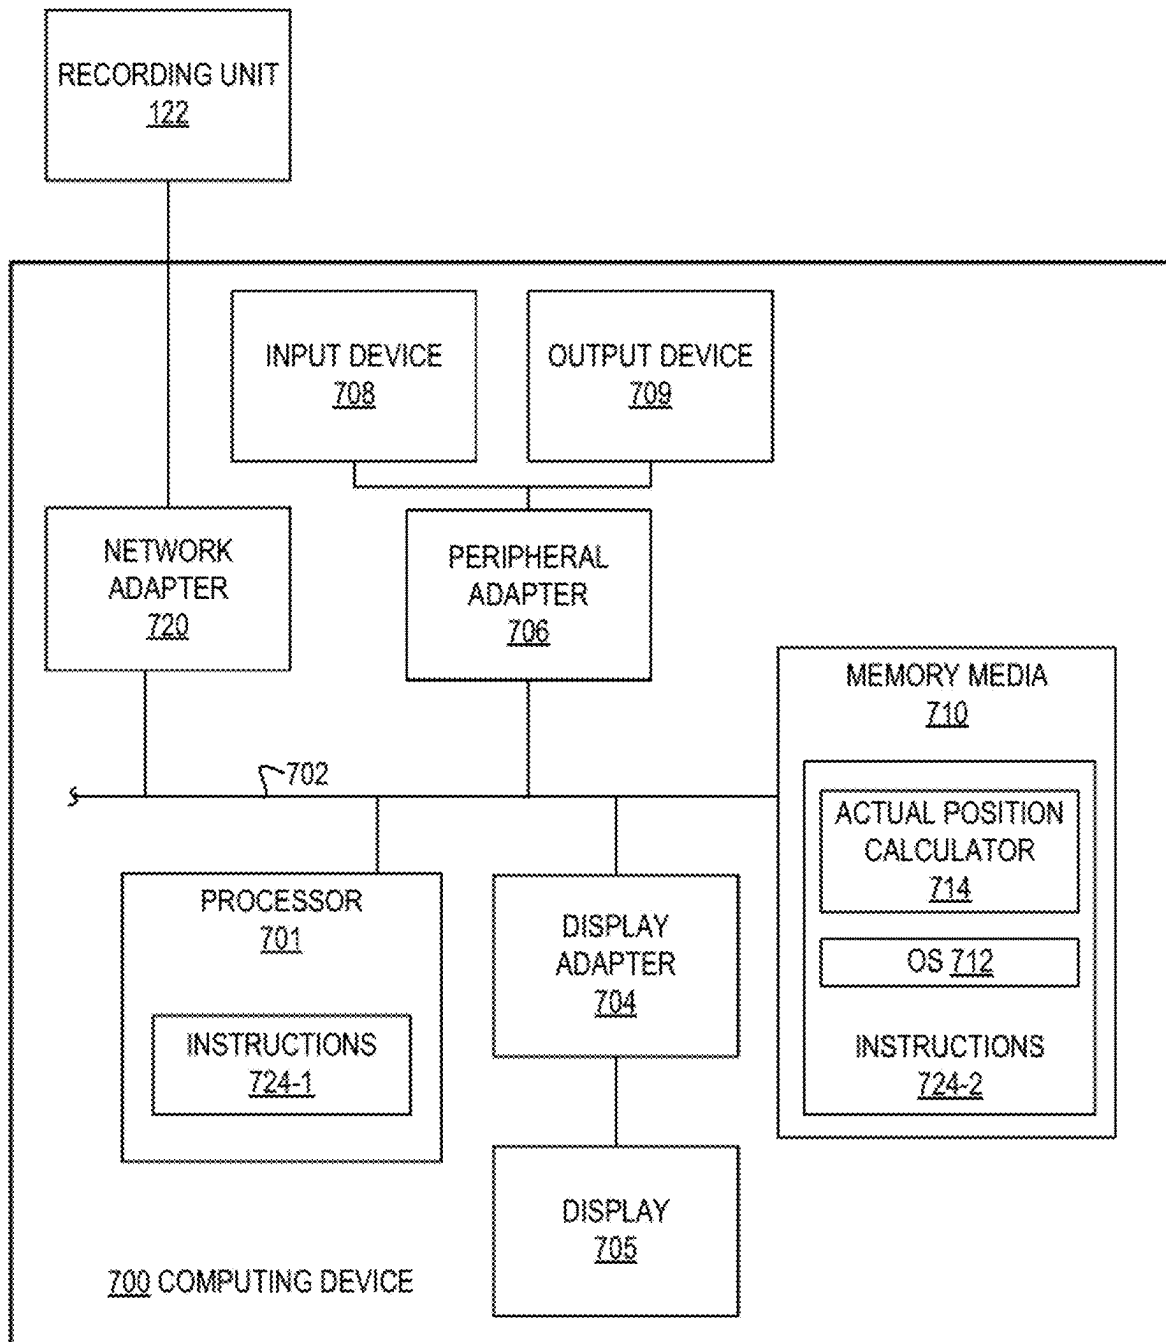 RECORDING UNIT
122
INPUT DEVICE
708
OUTPUT DEVICE
709
NETWORK
ADAPTER
720
PERIPHERAL
ADAPTER
706
MEMORY MEDIA
710
702
ACTUAL POSITION
CALCULATOR
714
OS 712
INSTRUCTIONS
724-2
PROCESSOR
701
INSTRUCTIONS
724-1
DISPLAY
ADAPTER
704
DISPLAY
705
700 COMPUTING DEVICE